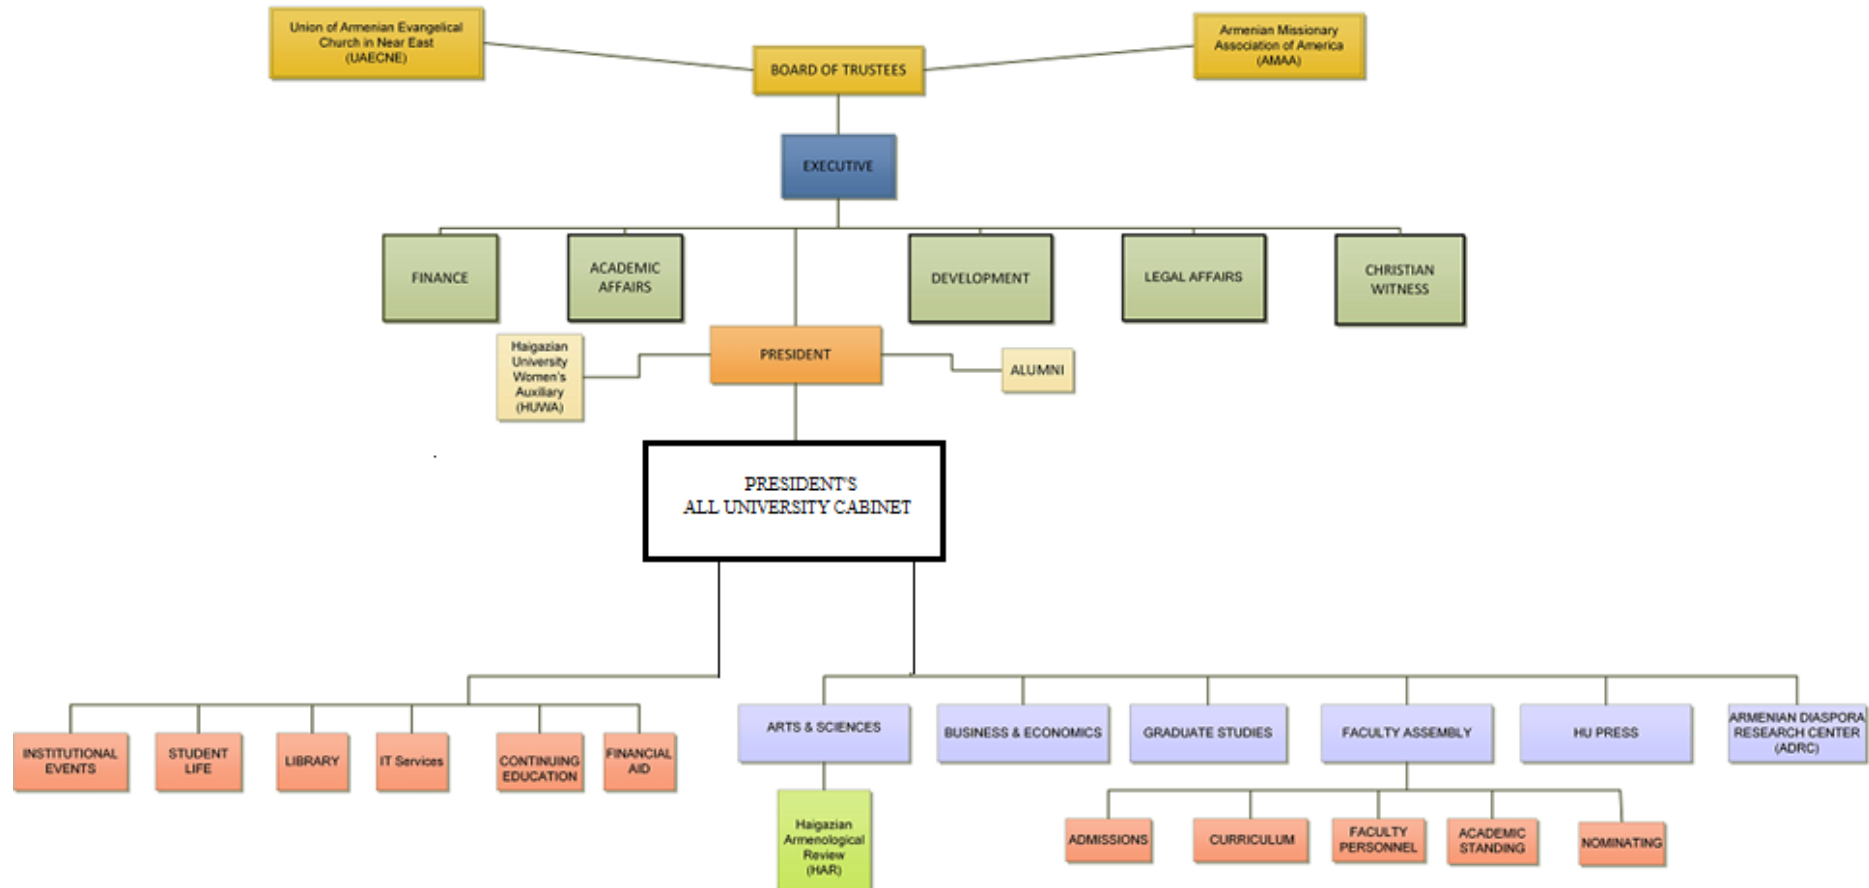 Union of Armenian Evangelical
Church in Near East
(UAECNE)
BOARD OF TRUSTEES
Armenian Missionary
Association of America
(AMAA)
EXECUTIVE
FINANCE
ACADEMIC
AFFAIRS
DEVELOPMENT
LEGAL AFFAIRS
CHRISTIAN
WITNESS
Haigazian
University
Women's
Auxiliary
(HUWA)
PRESIDENT
ALUMNI
PRESIDENT'S
ALL UNIVERSITY CABINET
INSTITUTIONAL
EVENTS
STUDENT
LIFE
LIBRARY
IT Services
CONTINUING
EDUCATION
FINANCIAL
AID
ARTS & SCIENCES
BUSINESS & ECONOMICS
GRADUATE STUDIES
FACULTY ASSEMBLY
HU PRESS
ARMENIAN DIASPORA
RESEARCH CENTER
(ADRC)
Haigazian
Armenological
Review
(HAR)
ADMISSIONS
CURRICULUM
FACULTY
PERSONNEL
ACADEMIC
STANDING
NOMINATING